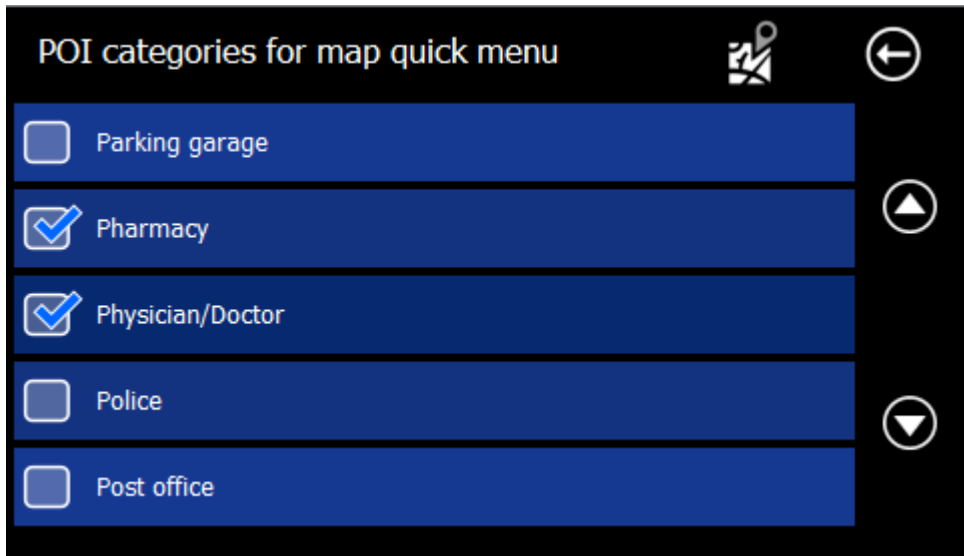 POI categories for map quick menu
Parking garage
Pharmacy
Physician/Doctor
Police
Post office